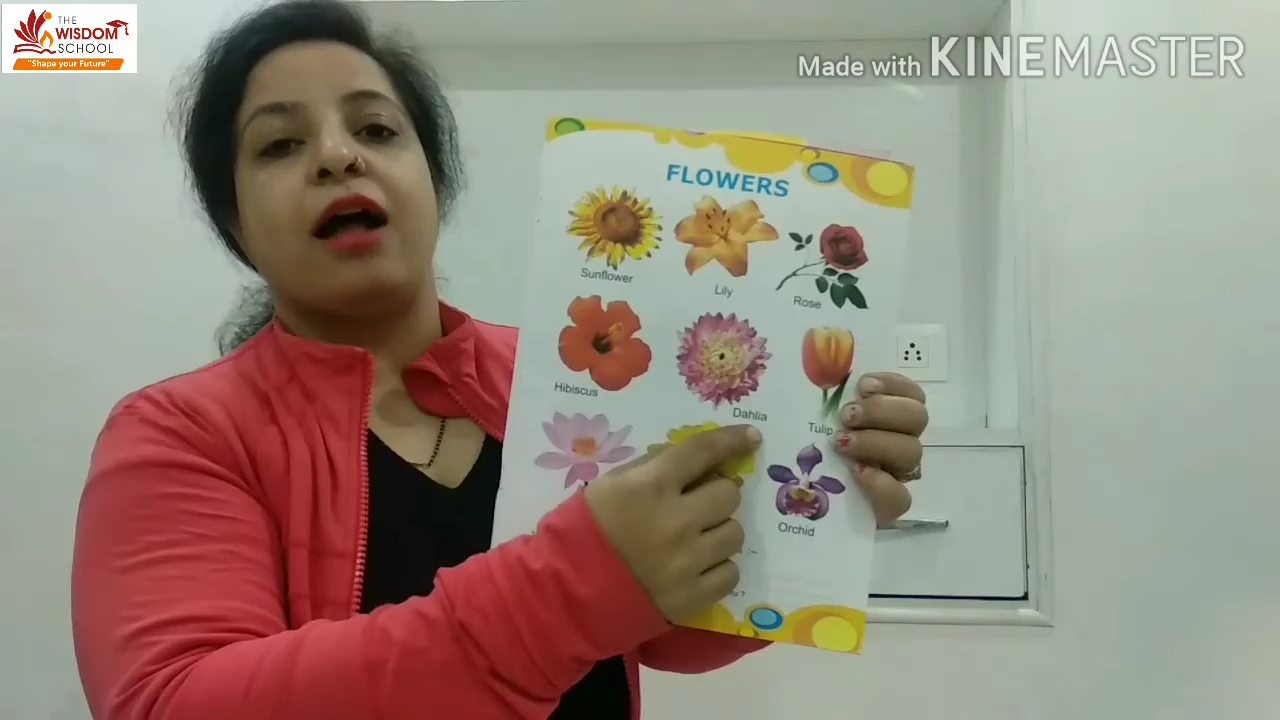 THE
WISDOM
SCHOOL
"Shape your Future"
Made with KINEMASTER
FLOWERS
Sunflower
Lily
Rose
Hibiscus
Dahlia
Tulip
Orchid